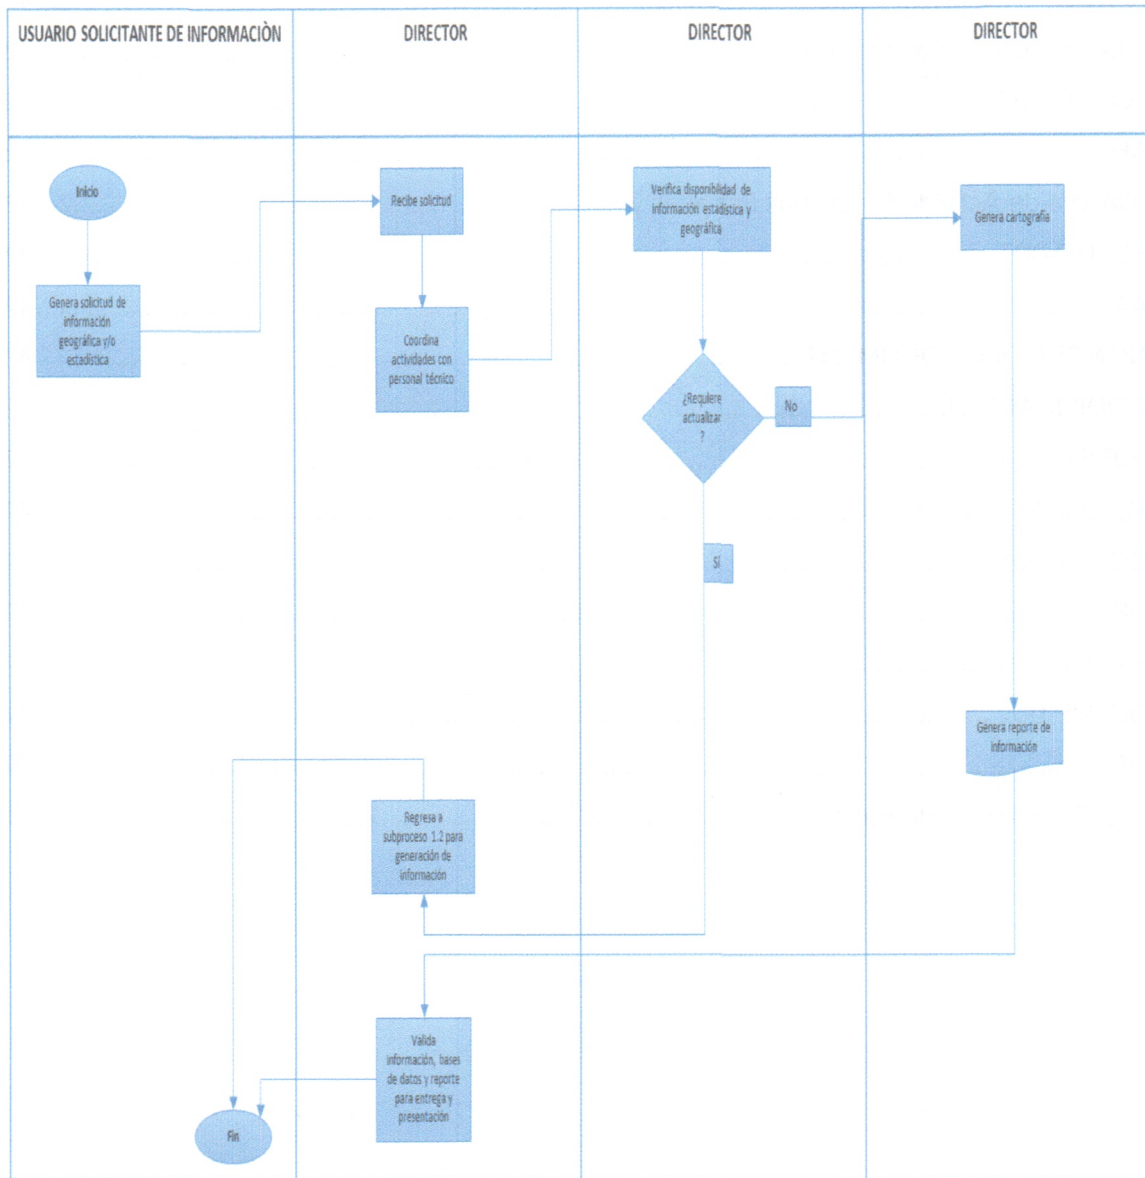 USUARIO SOLICITANTE DE INFORMACIÒN
DIRECTOR
DIRECTOR
DIRECTOR
Inicio
Genera solicitud de
información
geográfica y/o
estadística
Recibe solicitud
Coordina
actividades con
personal técnico
Verifica disponibilidad de
información estadística y
geográfica
¿Requiere
actualizar
?
No
Sí
Genera cartografía
Genera reporte de
información
Regresa a
subproceso 1.2 para
generación de
información
Valida
información, bases
de datos y reporte
para entrega y
presentación
Fin